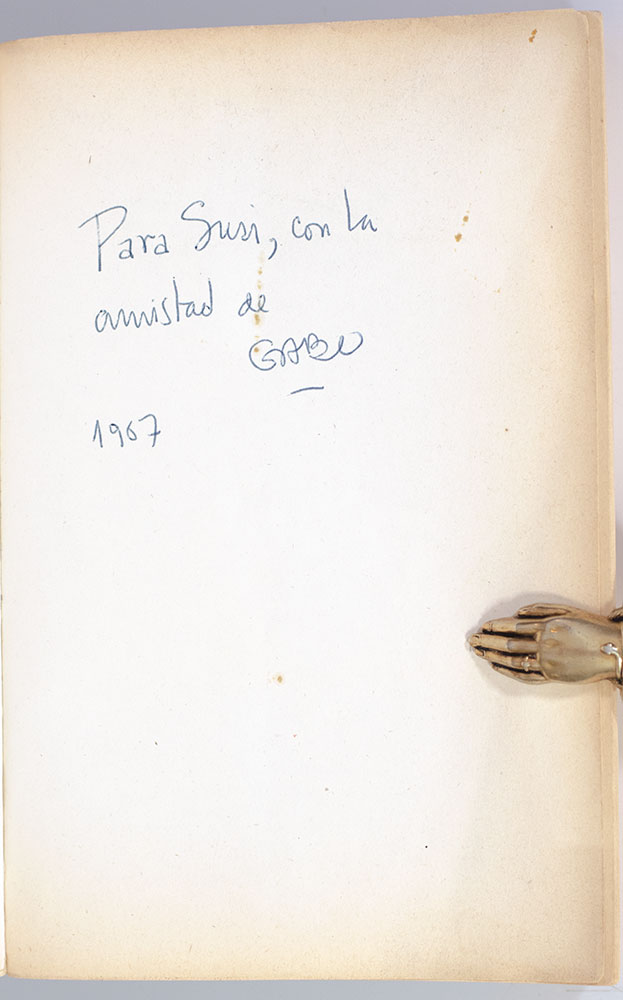 Para Susi, con la
amistad de
GABO
1967